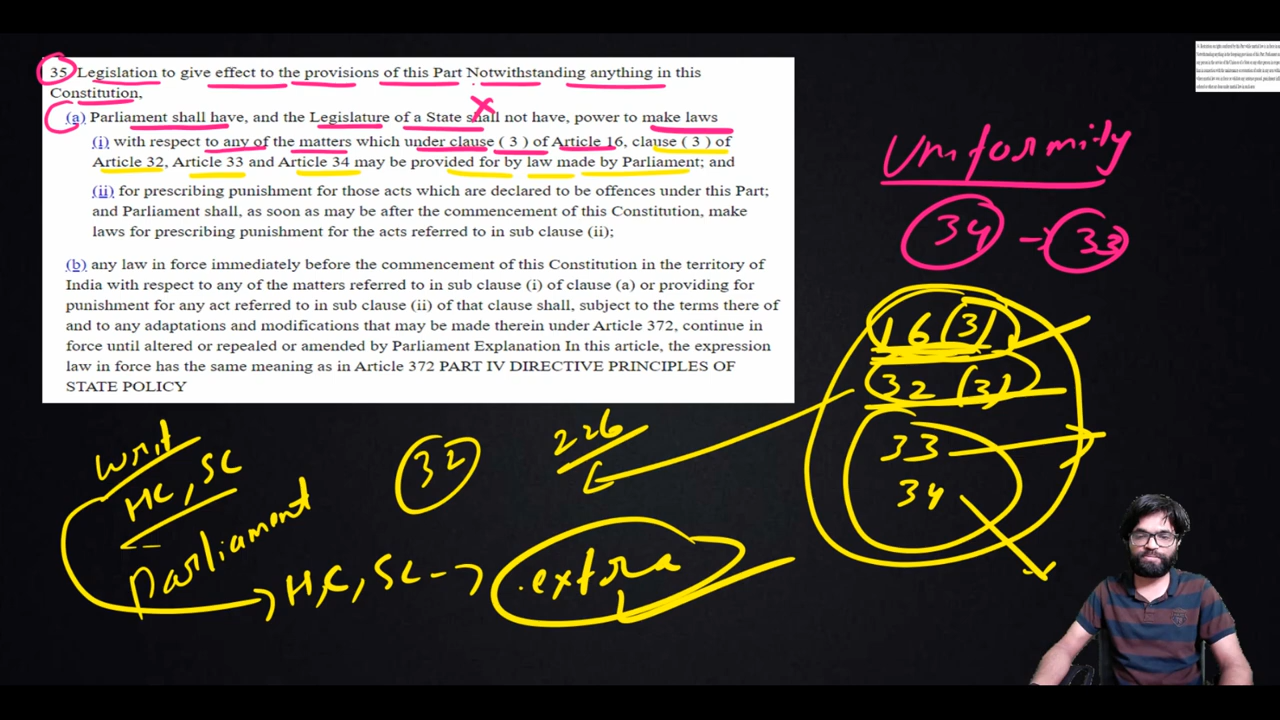 35. Legislation to give effect to the provisions of this Part Notwithstanding anything in this
Constitution,
(a) Parliament shall have, and the Legislature of a State shall not have, power to make laws
(i) with respect to any of the matters which under clause ( 3 ) of Article 16, clause ( 3 ) of
Article 32, Article 33 and Article 34 may be provided for by law made by Parliament; and
(ii) for prescribing punishment for those acts which are declared to be offences under this Part;
and Parliament shall, as soon as may be after the commencement of this Constitution, make
laws for prescribing punishment for the acts referred to in sub clause (ii);
(b) any law in force immediately before the commencement of this Constitution in the territory of
India with respect to any of the matters referred to in sub clause (i) of clause (a) or providing for
punishment for any act referred to in sub clause (ii) of that clause shall, subject to the terms there of
and to any adaptations and modifications that may be made therein under Article 372, continue in
force until altered or repealed or amended by Parliament Explanation In this article, the expression
law in force has the same meaning as in Article 372 PART IV DIRECTIVE PRINCIPLES OF
STATE POLICY
Uniformity
34 → 33
16 (3)
32 (3)
33
34
writ
HC, SC
Parliament
32
226
HC, SC → extra